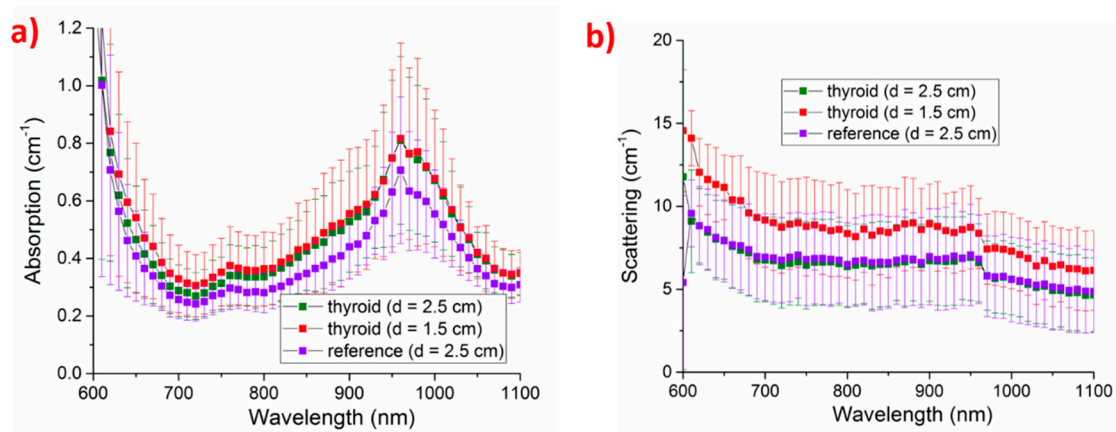 a)
1.2
1.0
0.8
0.6
0.4
0.2
0.0
Absorption (cm⁻¹)
thyroid (d = 2.5 cm)
thyroid (d = 1.5 cm)
reference (d = 2.5 cm)
600 700 800 900 1000 1100
Wavelength (nm)
b)
20
15
10
5
0
Scattering (cm⁻¹)
thyroid (d = 2.5 cm)
thyroid (d = 1.5 cm)
reference (d = 2.5 cm)
600 700 800 900 1000 1100
Wavelength (nm)